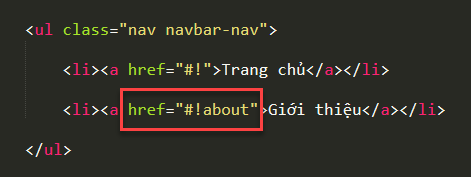 <ul class="nav navbar-nav">
<li><a href="#!">Trang chủ</a></li>
<li><a href="#!about">Giới thiệu</a></li>
</ul>